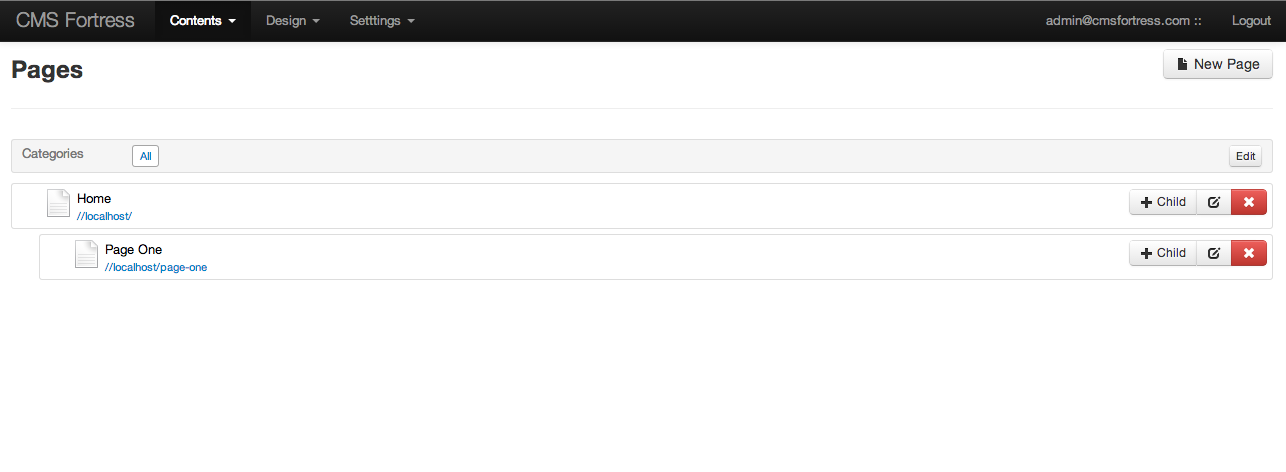 CMS Fortress Contents Design Setttings admin@cmsfortress.com :: Logout
Pages
New Page
Categories All Edit
Home
//localhost/
Child
Page One
//localhost/page-one
Child